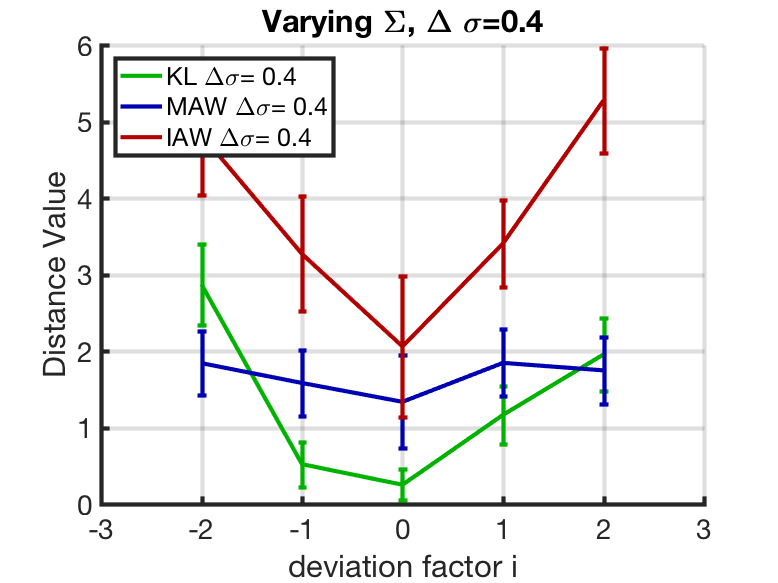 Varying Σ, Δ σ=0.4
KL Δσ= 0.4
MAW Δσ= 0.4
IAW Δσ= 0.4
Distance Value
6
5
4
3
2
1
0
-3 -2 -1 0 1 2 3
deviation factor i